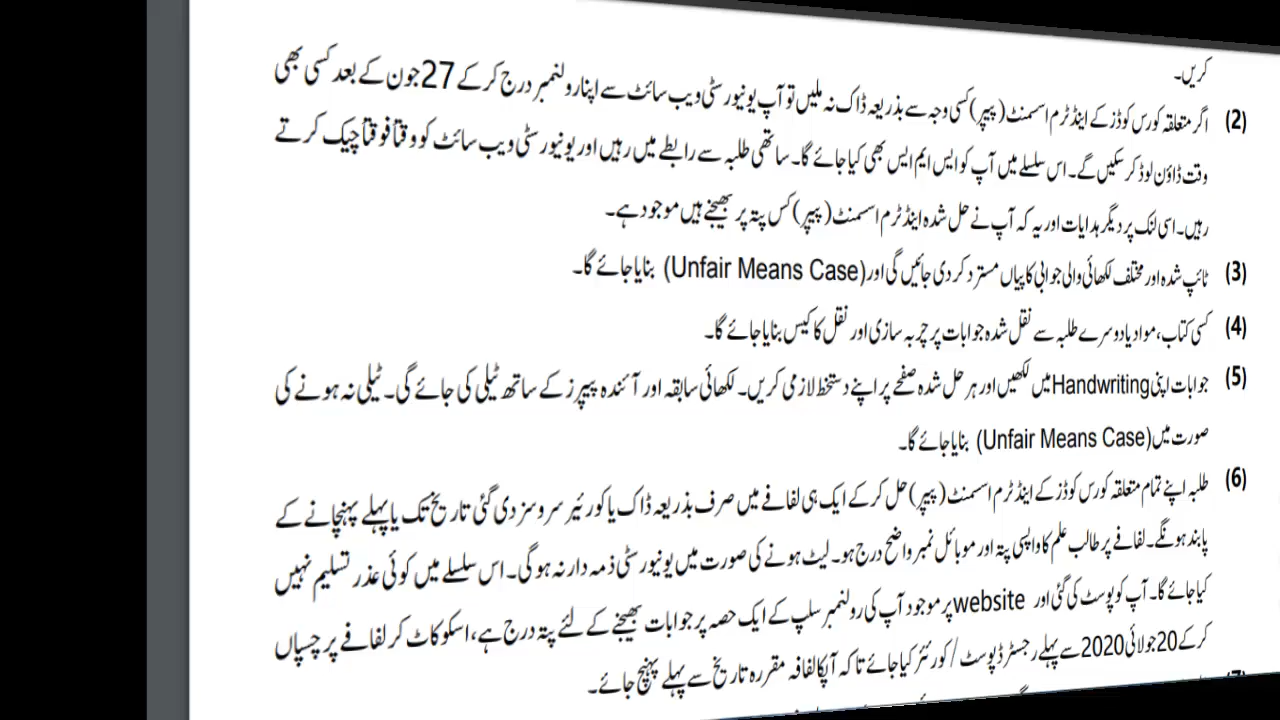 کریں۔
(2) اگر متعلقہ کورس کوڈز کے اینڈ ٹرم اسمنٹ (پیپر) کسی وجہ سے بذریعہ ڈاک نہ ملیں تو آپ یونیورسٹی ویب سائٹ سے اپنا رولنمبر درج کر کے 27 جون کے بعد کسی بھی
وقت ڈاؤن لوڈ کر سکیں گے۔ اس سلسلے میں آپ کو ایس ایم ایس بھی کیا جائے گا۔ ساتھی طلبہ سے رابطے میں رہیں اور یونیورسٹی ویب سائٹ کو وقتاً فوقتاً چیک کرتے
رہیں۔ اسی لنک پر دیگر ہدایات اور یہ کہ آپ نے حل شدہ اینڈ ٹرم اسمنٹ (پیپر) کس پتہ پر بھیجنے ہیں موجود ہے۔
(3) ٹائپ شدہ اور مختلف لکھائی والی جوابی کاپیاں مسترد کر دی جائیں گی اور (Unfair Means Case) بنایا جائے گا۔
(4) کسی کتاب، مواد یا دوسرے طلبہ سے نقل شدہ جوابات پر چربہ سازی اور نقل کا کیس بنایا جائے گا۔
(5) جوابات اپنی Handwriting میں لکھیں اور ہر حل شدہ صفحے پر اپنے دستخط لازمی کریں۔ لکھائی سابقہ اور آئندہ پیپرز کے ساتھ ٹیلی کی جائے گی۔ ٹیلی نہ ہونے کی
صورت میں (Unfair Means Case) بنایا جائے گا۔
(6) طلبہ اپنے تمام متعلقہ کورس کوڈز کے اینڈ ٹرم اسمنٹ (پیپر) حل کر کے ایک ہی لفافے میں صرف بذریعہ ڈاک یا کورئیر سروسز دی گئی تاریخ تک یا پہلے پہنچانے کے
پابند ہونگے۔ لفافے پر طالب علم کا واپسی پتہ اور موبائل نمبر واضح درج ہو۔ لیٹ ہونے کی صورت میں یونیورسٹی ذمہ دار نہ ہوگی۔ اس سلسلے میں کوئی عذر تسلیم نہیں
کیا جائے گا۔ آپ کو پوسٹ کی گئی اور website پر موجود آپ کی رولنمبر سلپ کے ایک حصہ پر جوابات بھیجنے کے لئے پتہ درج ہے، اسکو کاٹ کر لفافے پر چسپاں
کر کے 20 جولائی 2020 سے پہلے رجسٹرڈ پوسٹ / کورئیر کیا جائے تا کہ آپکا لفافہ مقررہ تاریخ سے پہلے پہنچ جائے۔